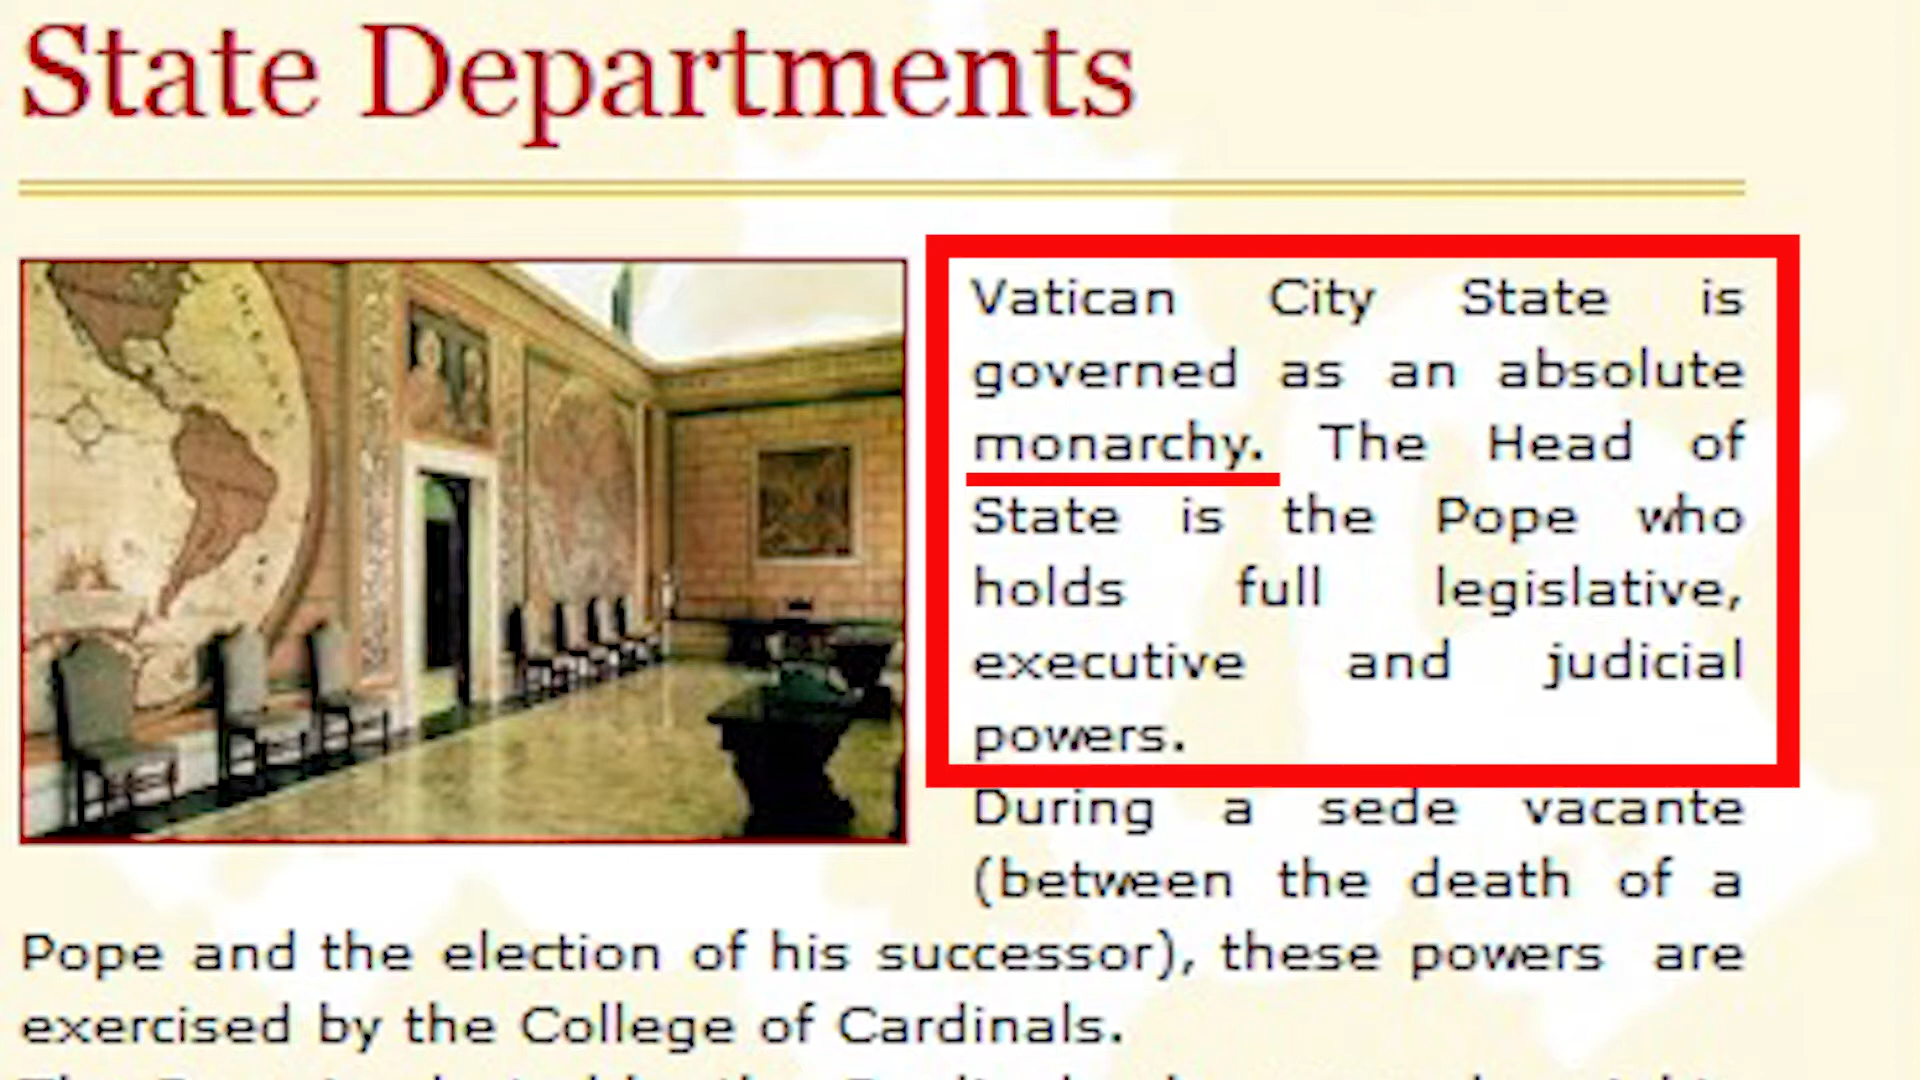 State Departments
Vatican City State is
governed as an absolute
monarchy. The Head of
State is the Pope who
holds full legislative,
executive and judicial
powers.
During a sede vacante
(between the death of a
Pope and the election of his successor), these powers are
exercised by the College of Cardinals.